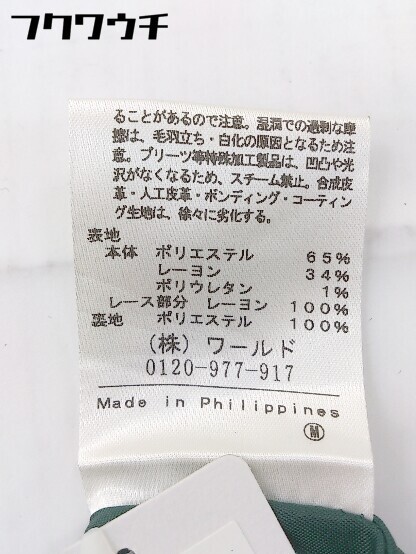 フクワウチ
ることがあるので注意。湿潤での過剰な摩
擦は、毛羽立ち・白化の原因となるため注
意。プリーツ等特殊加工製品は、凹凸や光
沢がなくなるため、スチーム禁止。合成皮
革・人工皮革・ボンディング・コーティン
グ生地は、徐々に劣化する。
表地
本体 ポリエステル 65%
レーヨン 34%
ポリウレタン 1%
レース部分 レーヨン 100%
裏地 ポリエステル 100%
(株) ワールド
0120-977-917
Made in Philippines
M